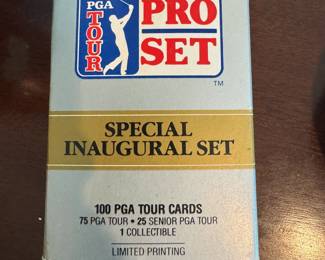 PGA
TOUR
PRO
SET
TM
SPECIAL
INAUGURAL SET
100 PGA TOUR CARDS
75 PGA TOUR • 25 SENIOR PGA TOUR
1 COLLECTIBLE
LIMITED PRINTING